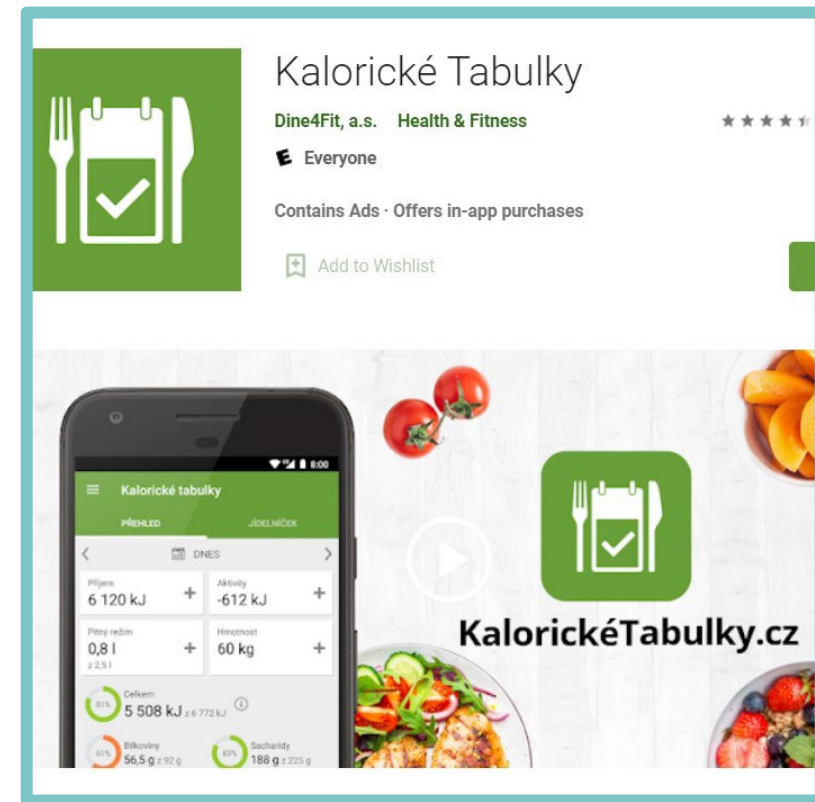 Kalorické Tabulky
Dine4Fit, a.s. Health & Fitness
E Everyone
Contains Ads · Offers in-app purchases
Add to Wishlist
8:00
Kalorické tabulky
PŘEHLED JÍDELNÍČEK
DNES
Příjem Aktivity
6 120 kJ + -612 kJ +
Pitný režim Hmotnost
0,8 l + 60 kg +
z 2,5 l
Celkem
81% 5 508 kJ z 6 772 kJ
Bílkoviny Sacharidy
61% 56,5 g z 92 g 83% 188 g z 225 g
KalorickéTabulky.cz